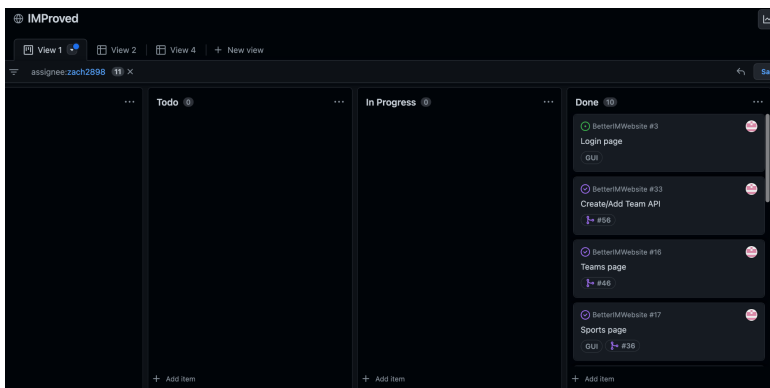 IMProved
View 1
View 2
View 4
+ New view
assignee:zach2898 11 ×
Sa
Todo 0
In Progress 0
Done 10
BetterIMWebsite #3
Login page
GUI
BetterIMWebsite #33
Create/Add Team API
#56
BetterIMWebsite #16
Teams page
#46
BetterIMWebsite #17
Sports page
GUI #36
+ Add item
+ Add item
+ Add item